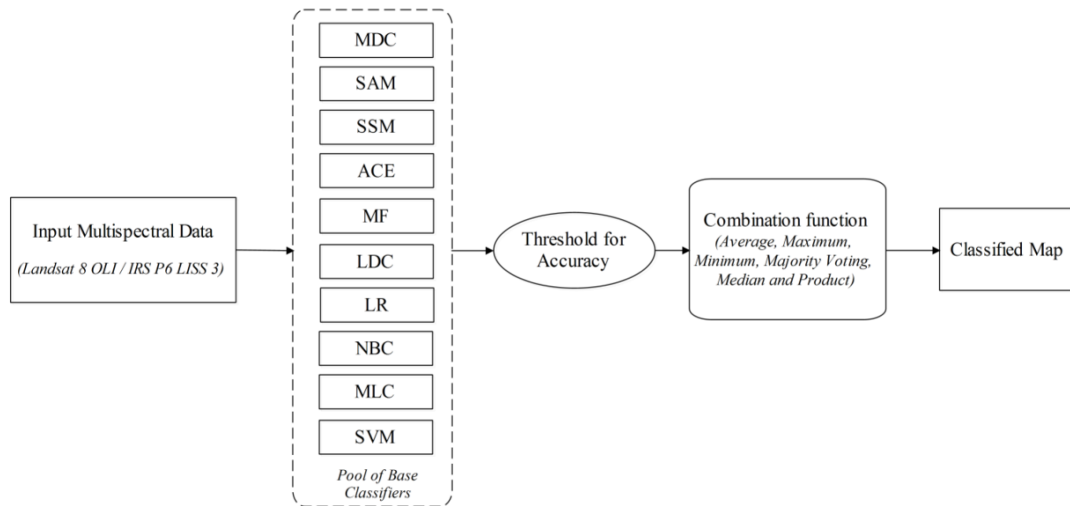 Input Multispectral Data
(Landsat 8 OLI / IRS P6 LISS 3)
MDC
SAM
SSM
ACE
MF
LDC
LR
NBC
MLC
SVM
Pool of Base
Classifiers
Threshold for
Accuracy
Combination function
(Average, Maximum,
Minimum, Majority Voting,
Median and Product)
Classified Map